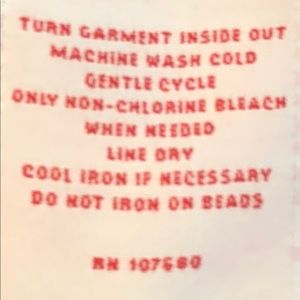 TURN GARMENT INSIDE OUT
MACHINE WASH COLD
GENTLE CYCLE
ONLY NON-CHLORINE BLEACH
WHEN NEEDED
LINE DRY
COOL IRON IF NECESSARY
DO NOT IRON ON BEADS
RN 107680